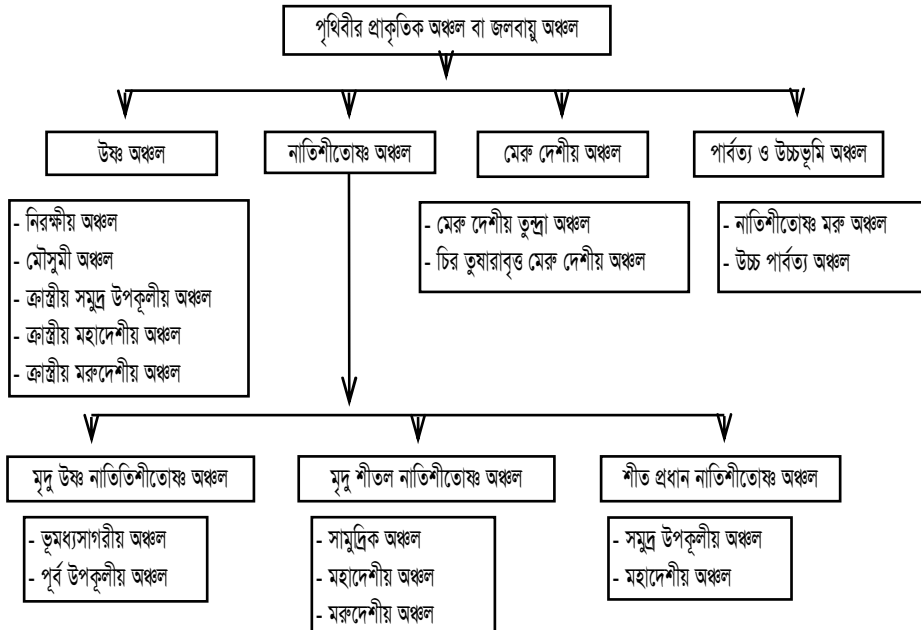 পৃথিবীর প্রাকৃতিক অঞ্চল বা জলবায়ু অঞ্চল
উষ্ণ অঞ্চল
নাতিশীতোষ্ণ অঞ্চল
মেরু দেশীয় অঞ্চল
পার্বত্য ও উচ্চভূমি অঞ্চল
- নিরক্ষীয় অঞ্চল
- মৌসুমী অঞ্চল
- ক্রাস্ত্রীয় সমুদ্র উপকূলীয় অঞ্চল
- ক্রাস্ত্রীয় মহাদেশীয় অঞ্চল
- ক্রাস্ত্রীয় মরুদেশীয় অঞ্চল
- মেরু দেশীয় তুন্দ্রা অঞ্চল
- চির তুষারাবৃত্ত মেরু দেশীয় অঞ্চল
- নাতিশীতোষ্ণ মরু অঞ্চল
- উচ্চ পার্বত্য অঞ্চল
মৃদু উষ্ণ নাতিতিশীতোষ্ণ অঞ্চল
মৃদু শীতল নাতিশীতোষ্ণ অঞ্চল
শীত প্রধান নাতিশীতোষ্ণ অঞ্চল
- ভূমধ্যসাগরীয় অঞ্চল
- পূর্ব উপকূলীয় অঞ্চল
- সামুদ্রিক অঞ্চল
- মহাদেশীয় অঞ্চল
- মরুদেশীয় অঞ্চল
- সমুদ্র উপকূলীয় অঞ্চল
- মহাদেশীয় অঞ্চল